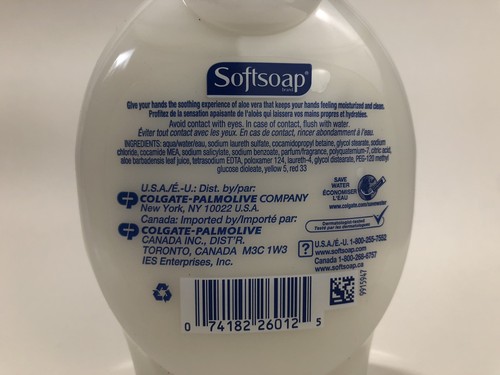 Softsoap®
brand
Give your hands the soothing experience of aloe vera that keeps your hands feeling moisturized and clean.
Profitez de la sensation apaisante de l'aloès qui laissera vos mains propres et hydratées.
Avoid contact with eyes. In case of contact, flush with water.
Éviter tout contact avec les yeux. En cas de contact, rincer abondamment à l'eau.
INGREDIENTS: aqua/water/eau, sodium laureth sulfate, cocamidopropyl betaine, glycol stearate, sodium
chloride, cocamide MEA, sodium salicylate, sodium benzoate, parfum/fragrance, polyquaternium-7, citric acid,
aloe barbadensis leaf juice, tetrasodium EDTA, poloxamer 124, laureth-4, glycol distearate, PEG-120 methyl
glucose dioleate, yellow 5, red 33
U.S.A./É.-U.: Dist. by/par:
COLGATE-PALMOLIVE COMPANY
New York, NY 10022 U.S.A.
Canada: Imported by/Importé par:
COLGATE-PALMOLIVE
CANADA INC., DIST'R.
TORONTO, CANADA M3C 1W3
IES Enterprises, Inc.
SAVE
WATER
ÉCONOMISER
L'EAU
www.colgate.com/savewater
Dermatologist-tested
Testé par les dermatologues
?
U.S.A./É.-U. 1-800-255-7552
www.softsoap.com
Canada 1-800-268-6757
www.softsoap.ca
9915947
0 74182 26012 5